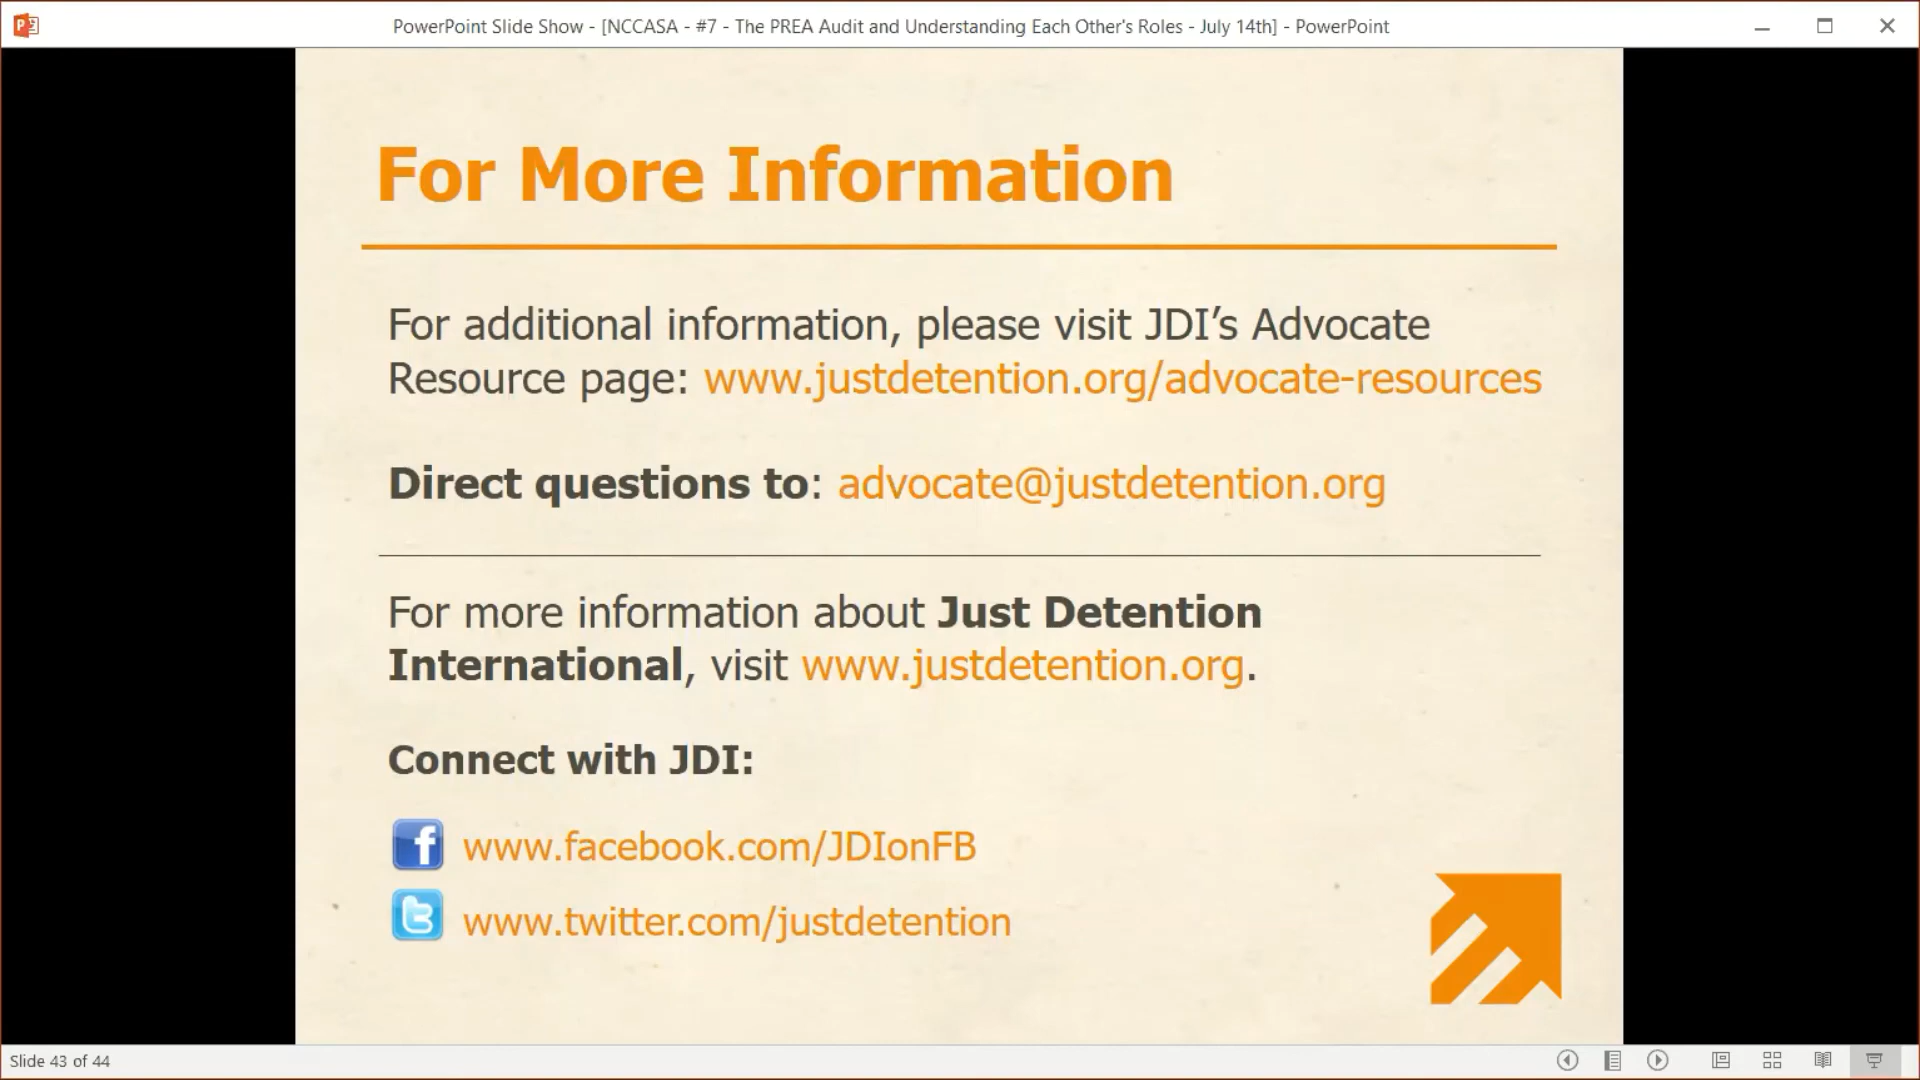 PowerPoint Slide Show - [NCCASA - #7 - The PREA Audit and Understanding Each Other's Roles - July 14th] - PowerPoint
For More Information
For additional information, please visit JDI’s Advocate
Resource page: www.justdetention.org/advocate-resources
Direct questions to: advocate@justdetention.org
For more information about Just Detention
International, visit www.justdetention.org.
Connect with JDI:
www.facebook.com/JDIonFB
www.twitter.com/justdetention
Slide 43 of 44